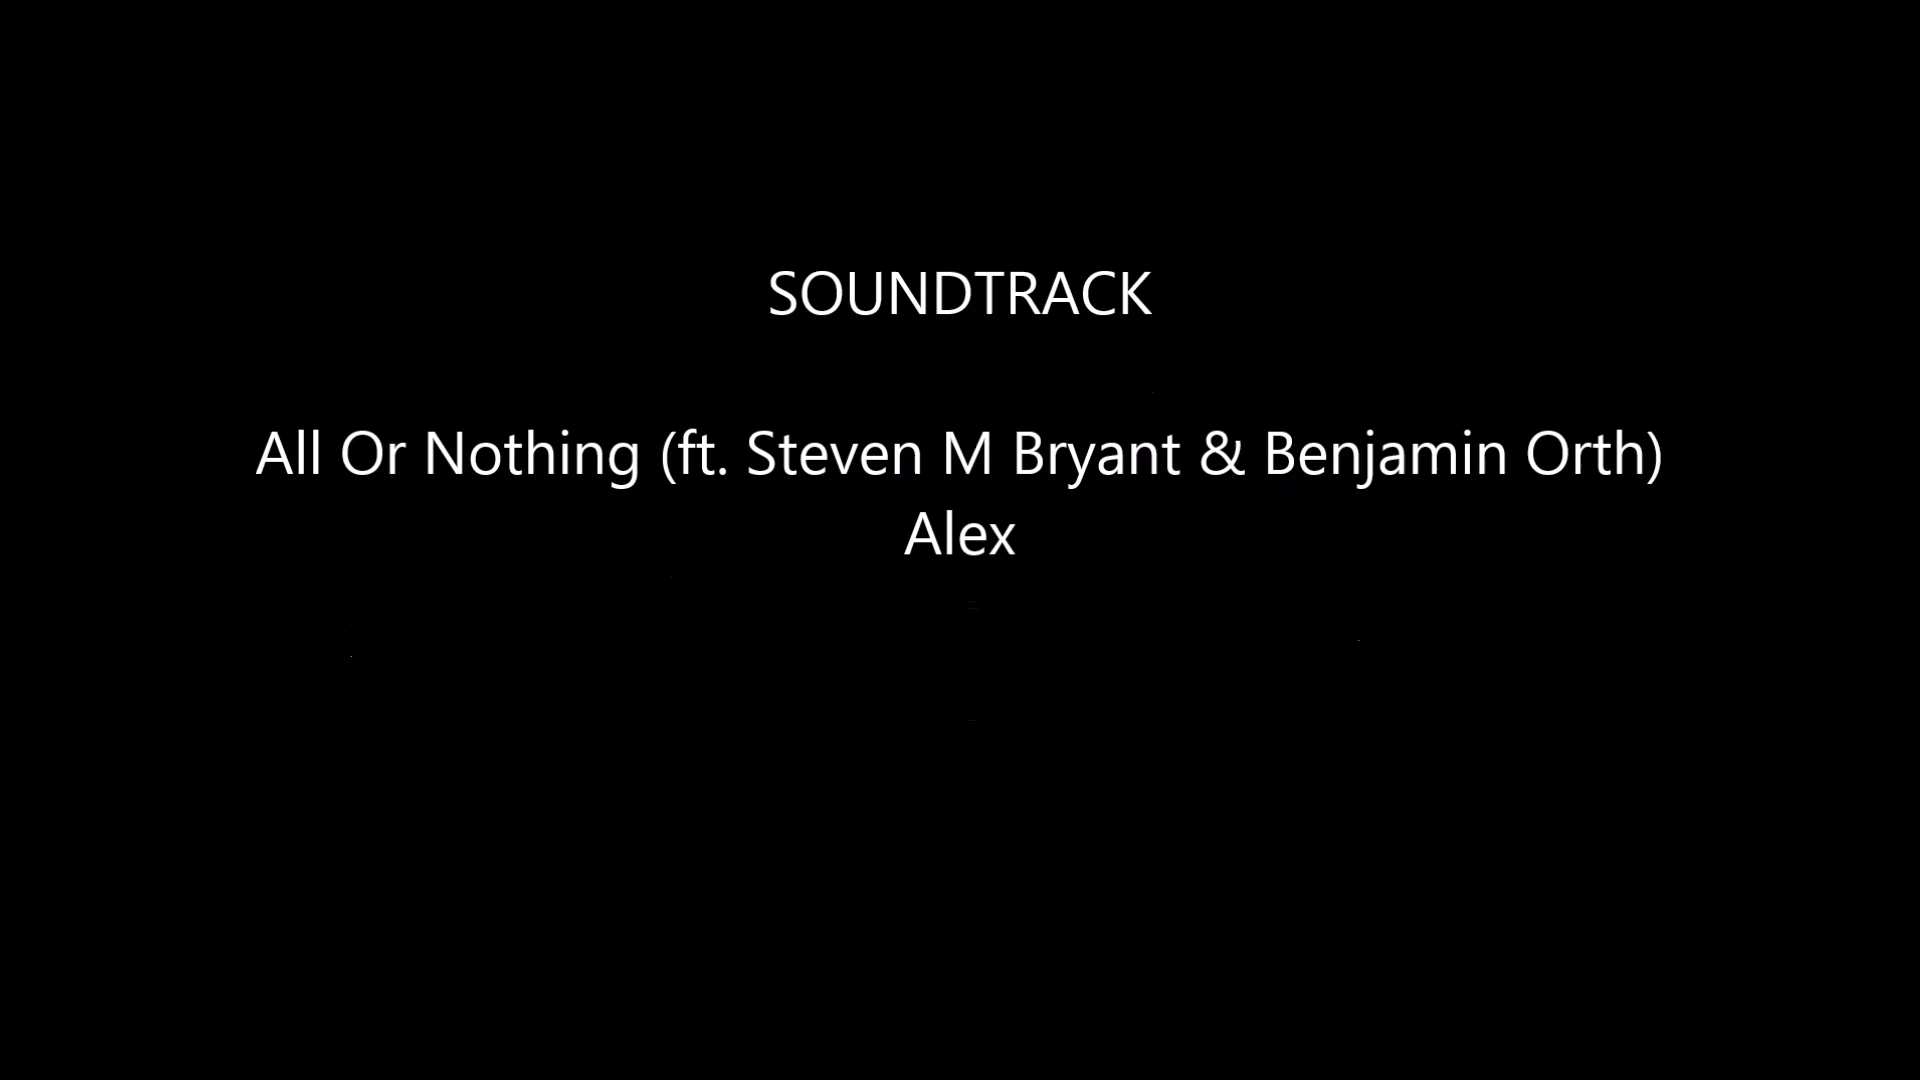 SOUNDTRACK
All Or Nothing (ft. Steven M Bryant & Benjamin Orth)
Alex